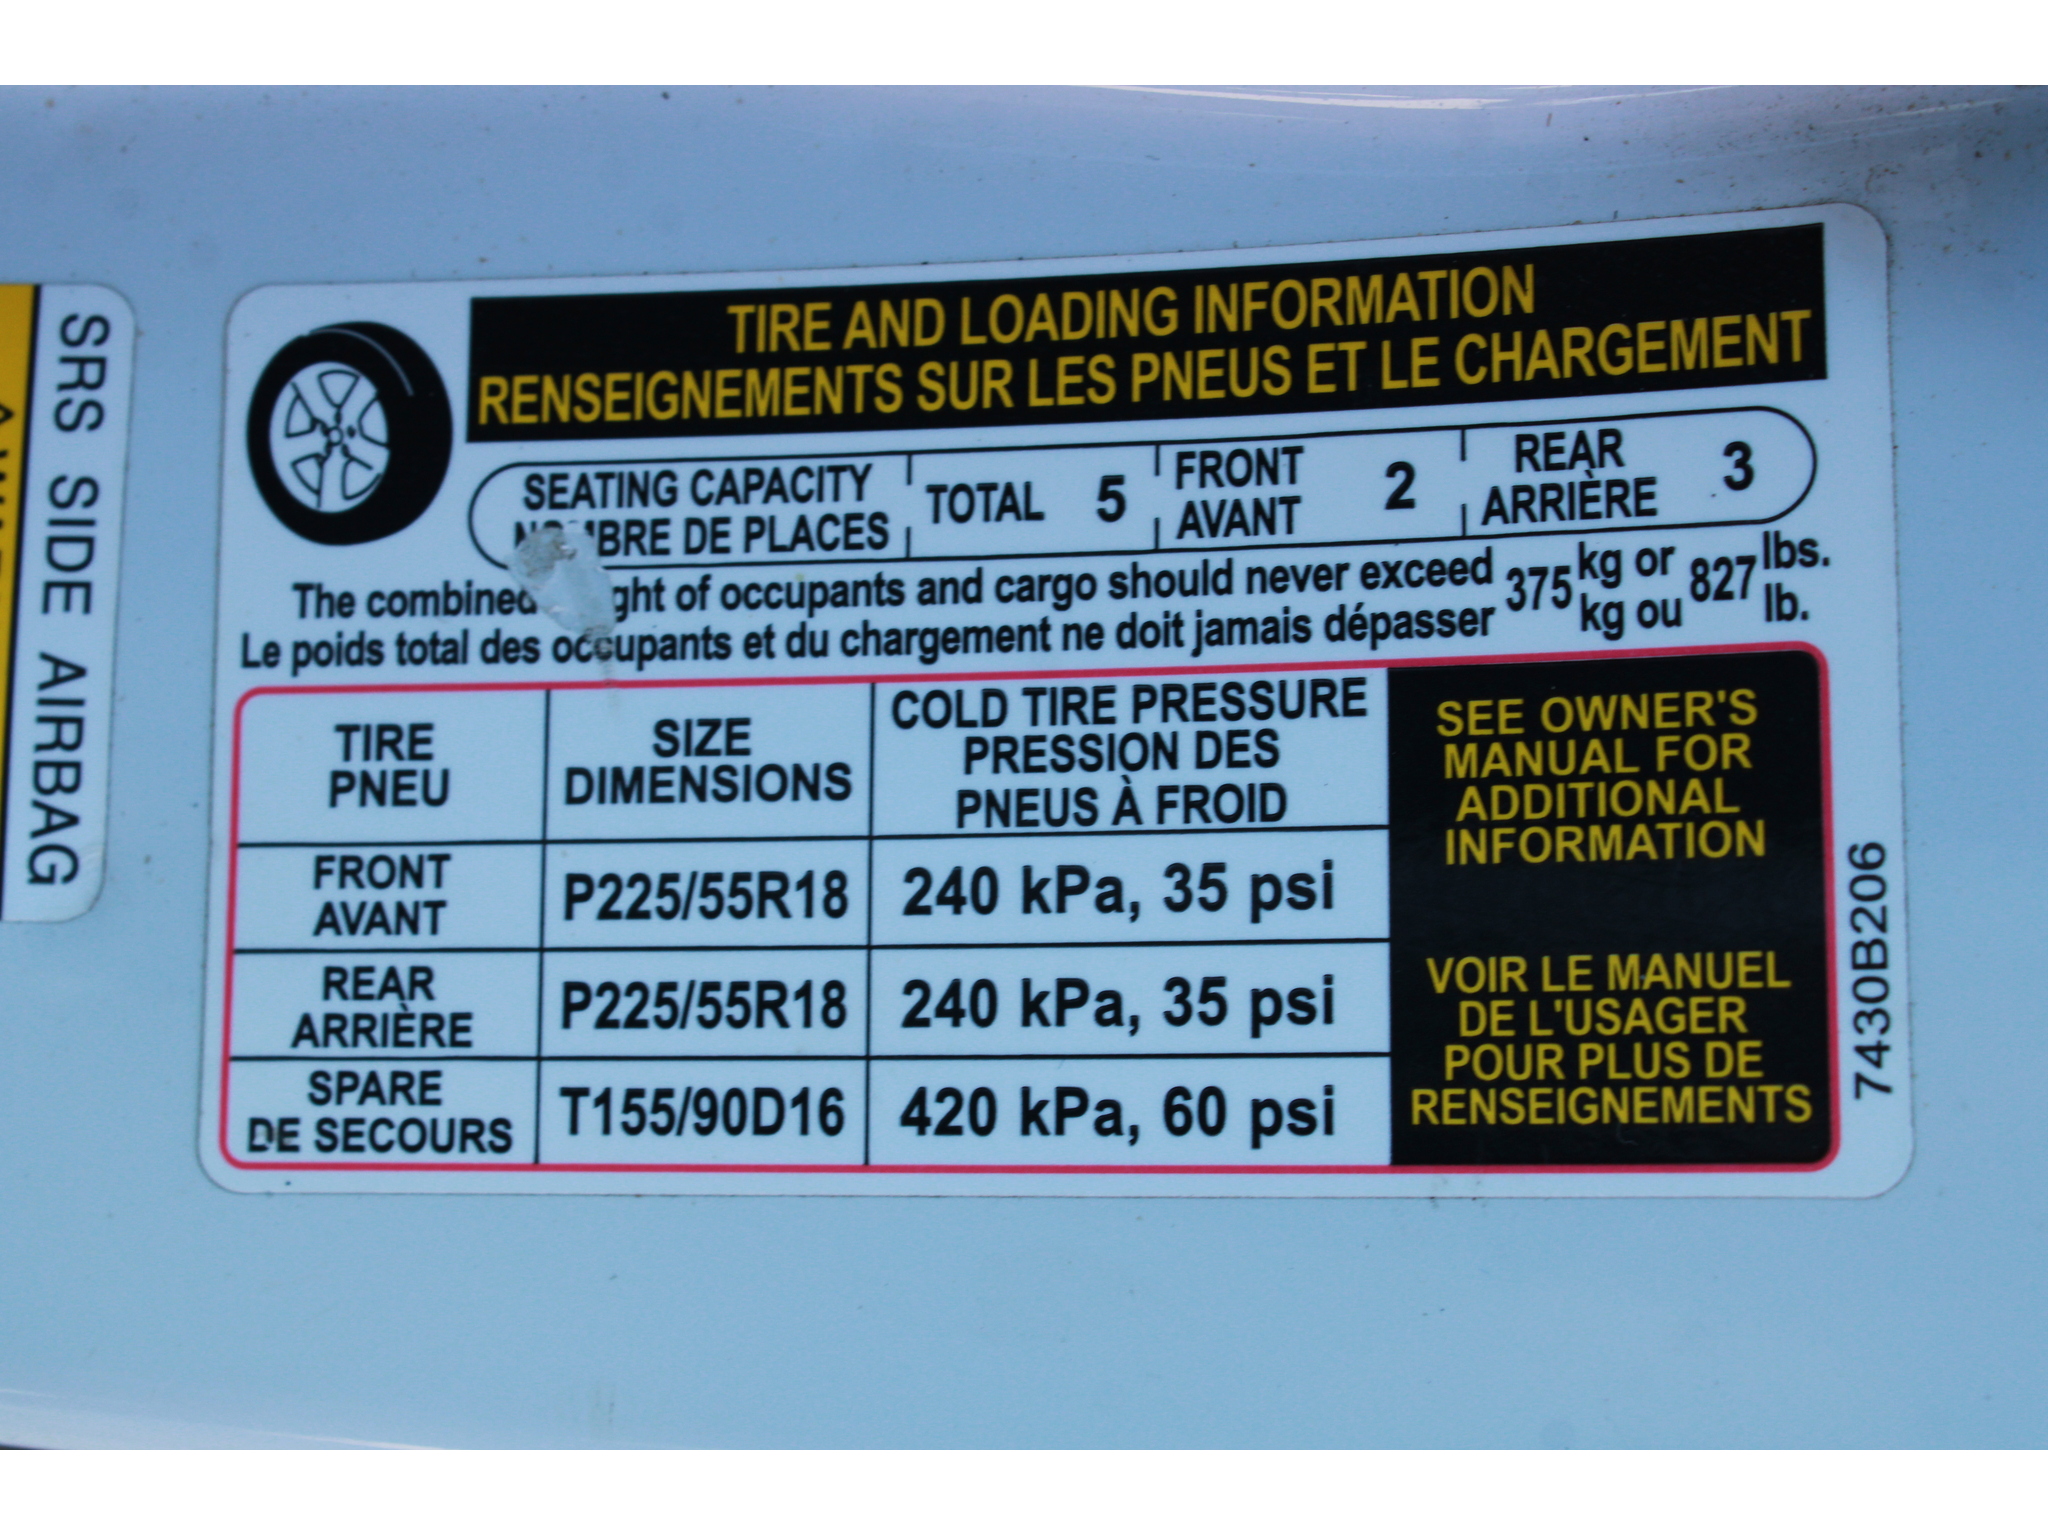 SRS SIDE AIRBAG
TIRE AND LOADING INFORMATION
RENSEIGNEMENTS SUR LES PNEUS ET LE CHARGEMENT
SEATING CAPACITY
DE PLACES
TOTAL 5
FRONT
AVANT
2
REAR
ARRIÈRE
3
The combined of occupants and cargo should never exceed 375 kg or 827 lbs.
Le poids total des occupants et du chargement ne doit jamais dépasser kg ou lb.
TIRE
PNEU
SIZE
DIMENSIONS
COLD TIRE PRESSURE
PRESSION DES
PNEUS À FROID
FRONT
AVANT
P225/55R18
240 kPa, 35 psi
REAR
ARRIÈRE
P225/55R18
240 kPa, 35 psi
SPARE
DE SECOURS
T155/90D16
420 kPa, 60 psi
SEE OWNER'S
MANUAL FOR
ADDITIONAL
INFORMATION
VOIR LE MANUEL
DE L'USAGER
POUR PLUS DE
RENSEIGNEMENTS
7430B206